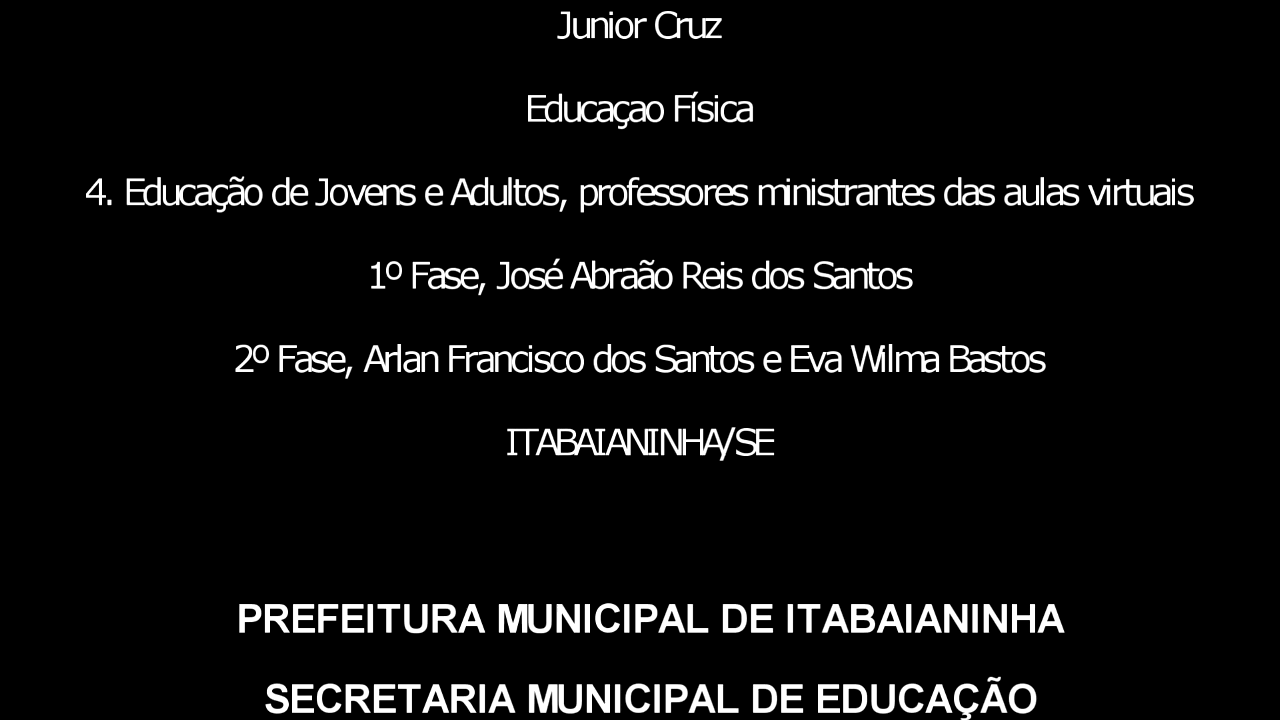 Junior Cruz
Educaçao Física
4. Educação de Jovens e Adultos, professores ministrantes das aulas virtuais
1º Fase, José Abraão Reis dos Santos
2º Fase, Arlan Francisco dos Santos e Eva Wilma Bastos
ITABAIANINHA/SE
PREFEITURA MUNICIPAL DE ITABAIANINHA
SECRETARIA MUNICIPAL DE EDUCAÇÃO